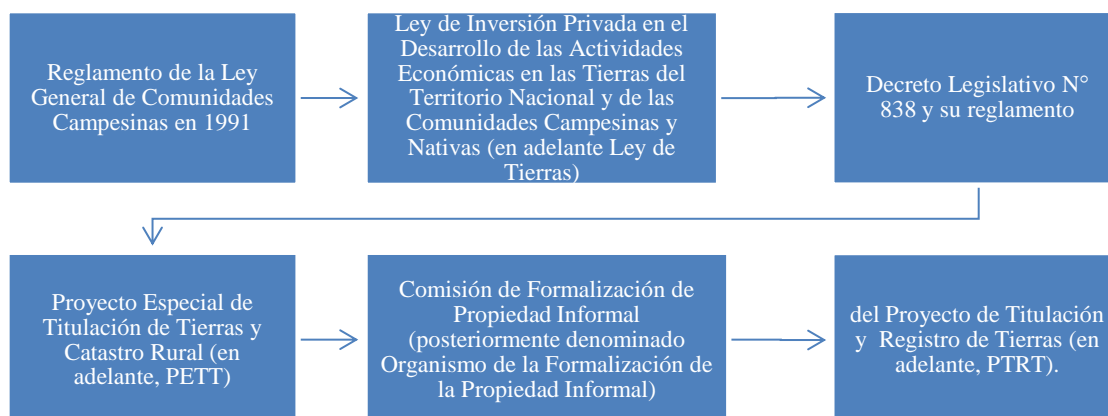 Reglamento de la Ley
General de Comunidades
Campesinas en 1991
Ley de Inversión Privada en el
Desarrollo de las Actividades
Económicas en las Tierras del
Territorio Nacional y de las
Comunidades Campesinas y
Nativas (en adelante Ley de
Tierras)
Decreto Legislativo N°
838 y su reglamento
Proyecto Especial de
Titulación de Tierras y
Catastro Rural (en
adelante, PETT)
Comisión de Formalización de
Propiedad Informal
(posteriormente denominado
Organismo de la Formalización de
la Propiedad Informal)
del Proyecto de Titulación
y Registro de Tierras (en
adelante, PTRT).